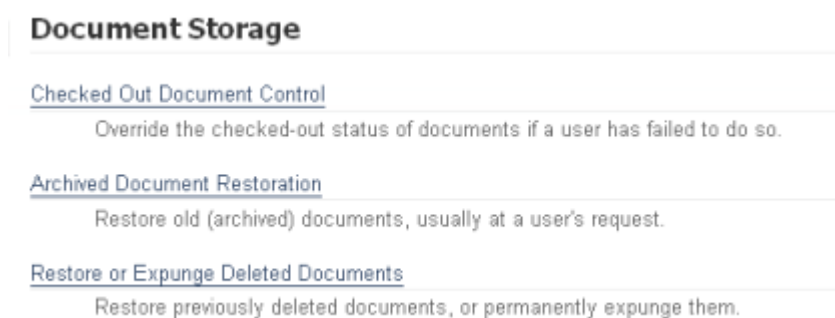 Document Storage
Checked Out Document Control
Override the checked-out status of documents if a user has failed to do so.
Archived Document Restoration
Restore old (archived) documents, usually at a user's request.
Restore or Expunge Deleted Documents
Restore previously deleted documents, or permanently expunge them.